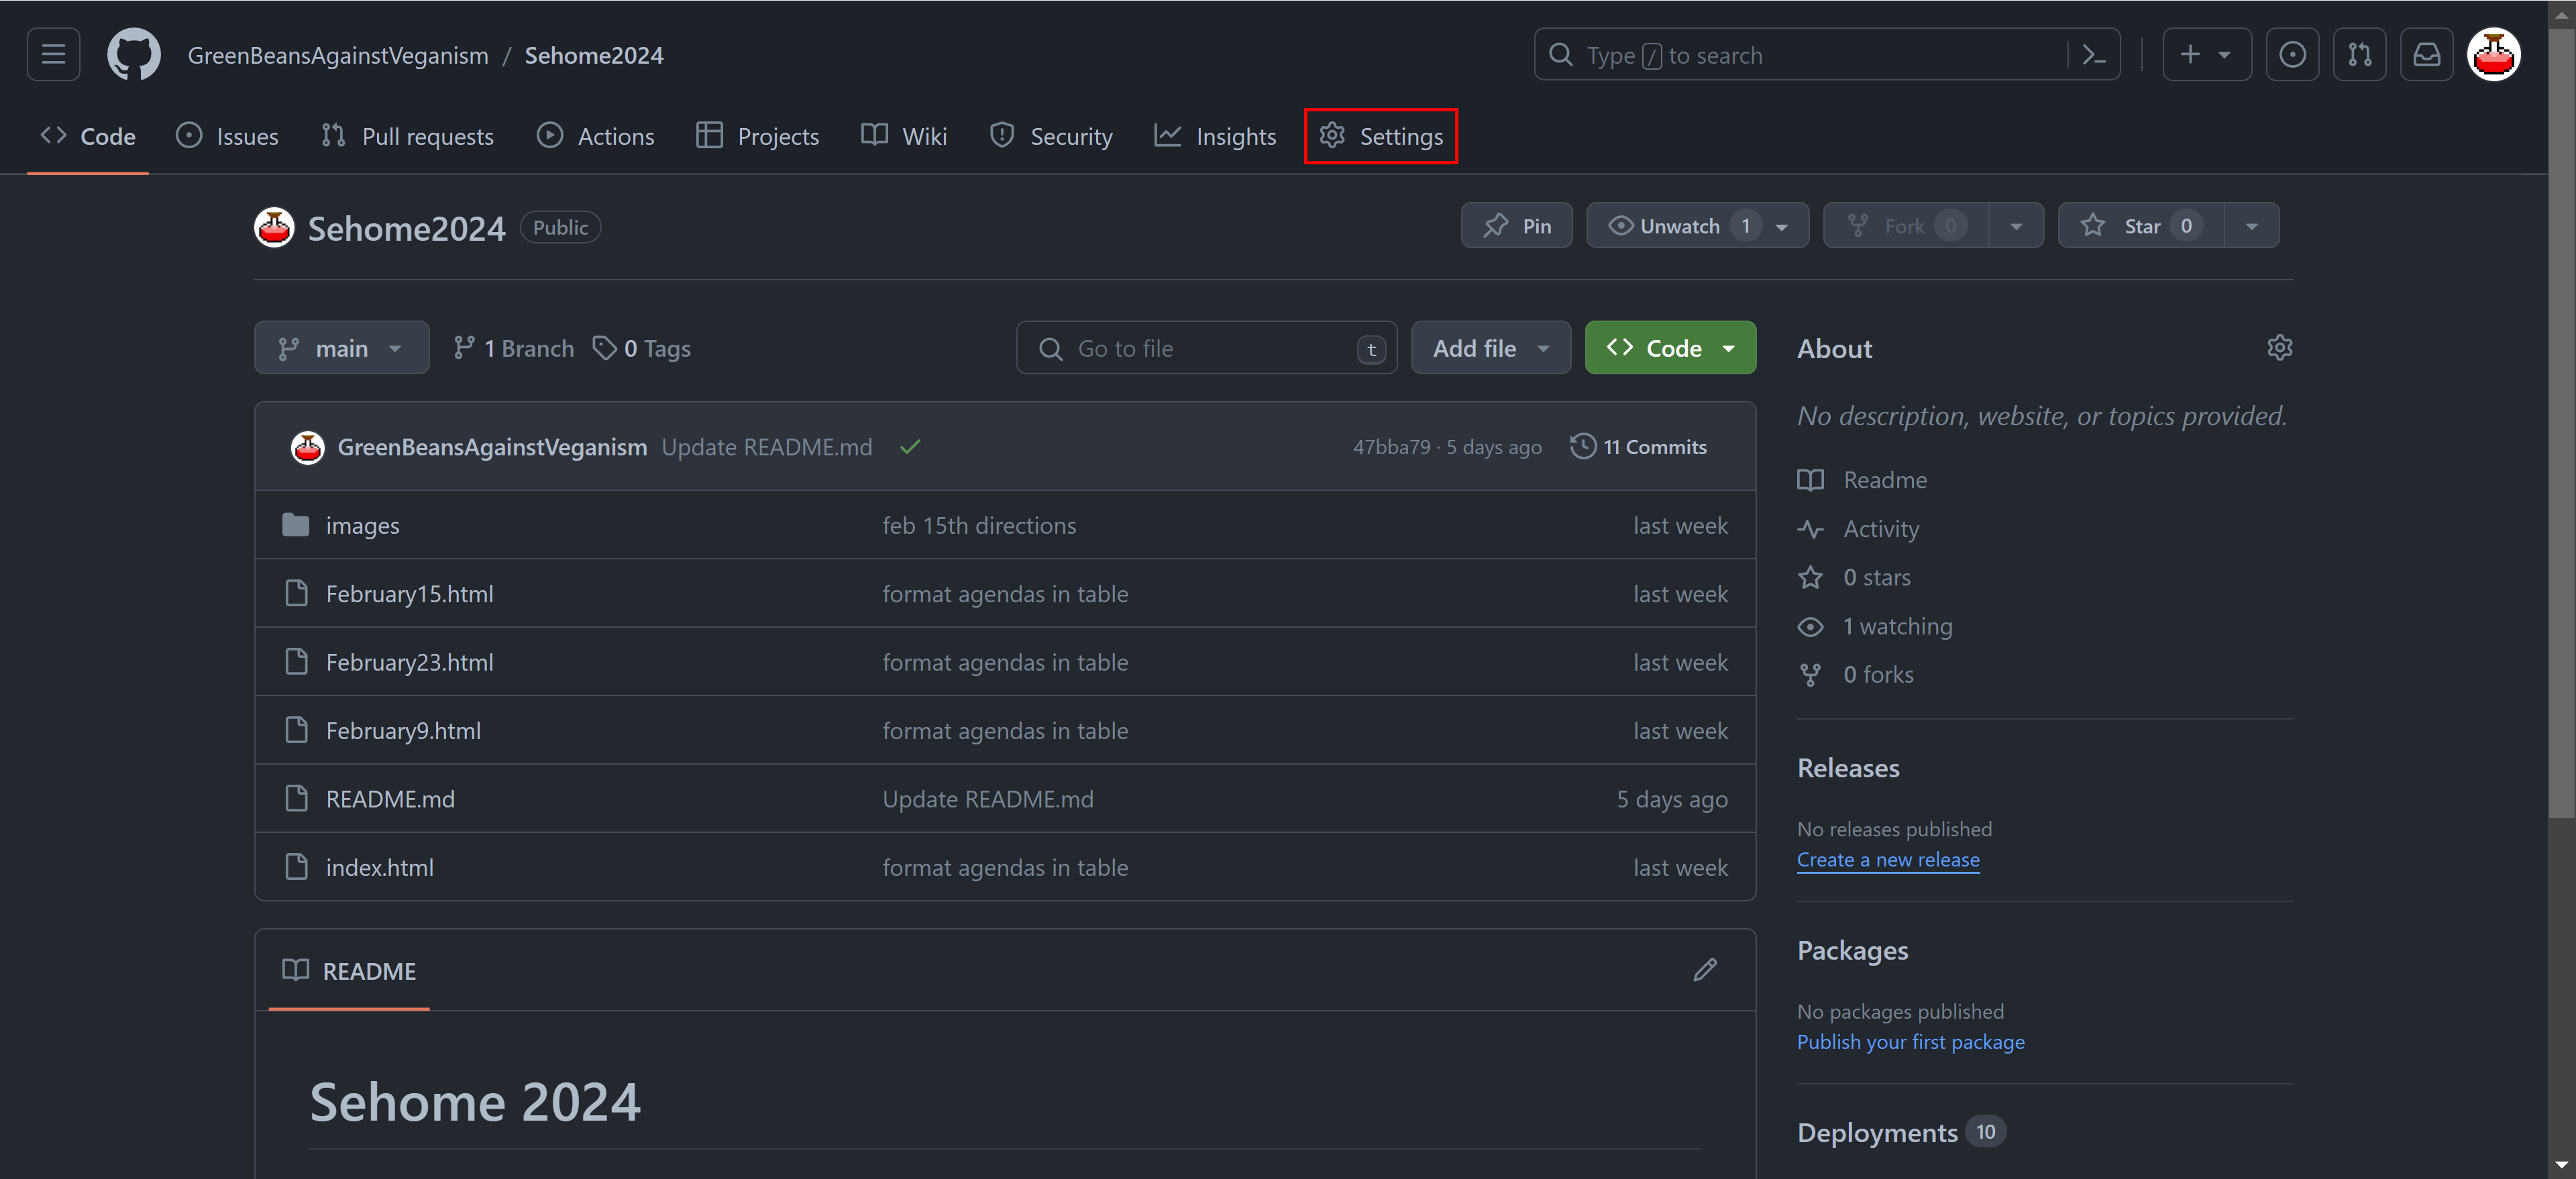 GreenBeansAgainstVeganism / Sehome2024
Type / to search
Code Issues Pull requests Actions Projects Wiki Security Insights Settings
Sehome2024 Public
Pin Unwatch 1 Fork 0 Star 0
main 1 Branch 0 Tags Go to file t Add file Code
GreenBeansAgainstVeganism Update README.md 47bba79 · 5 days ago 11 Commits
images feb 15th directions last week
February15.html format agendas in table last week
February23.html format agendas in table last week
February9.html format agendas in table last week
README.md Update README.md 5 days ago
index.html format agendas in table last week
README
Sehome 2024
About
No description, website, or topics provided.
Readme
Activity
0 stars
1 watching
0 forks
Releases
No releases published
Create a new release
Packages
No packages published
Publish your first package
Deployments 10